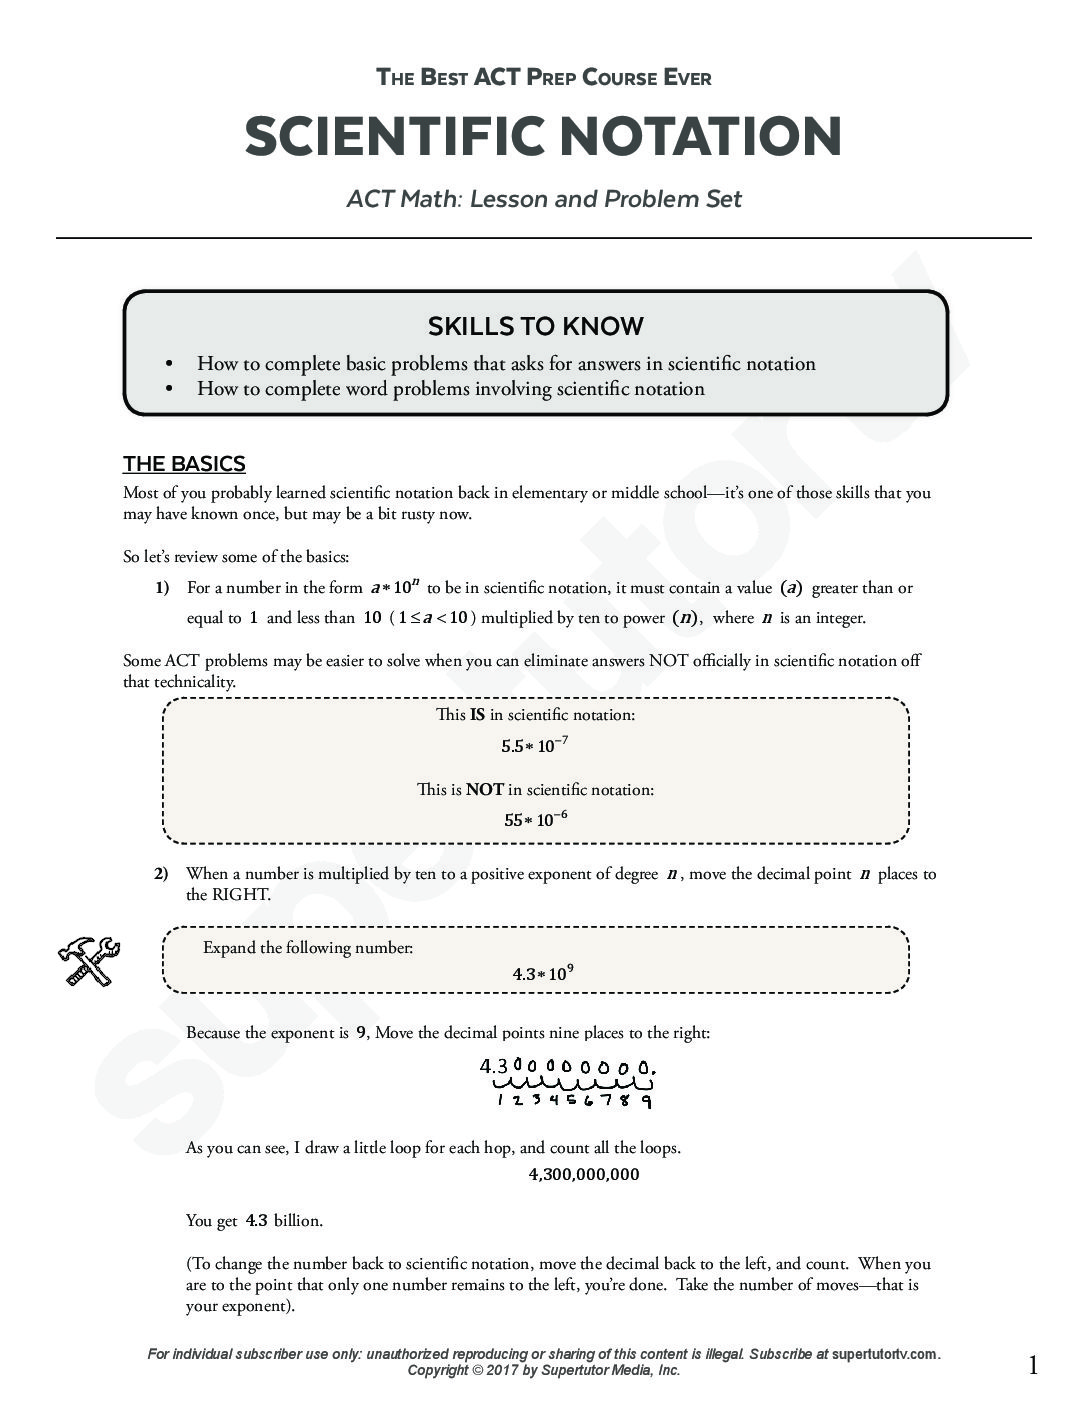 THE BEST ACT PREP COURSE EVER
SCIENTIFIC NOTATION
ACT Math: Lesson and Problem Set
SKILLS TO KNOW
• How to complete basic problems that asks for answers in scientific notation
• How to complete word problems involving scientific notation
THE BASICS
Most of you probably learned scientific notation back in elementary or middle school—it's one of those skills that you
may have known once, but may be a bit rusty now.
So let's review some of the basics:
1) For a number in the form a*10^n to be in scientific notation, it must contain a value (a) greater than or
equal to 1 and less than 10 (1≤a<10) multiplied by ten to power (n), where n is an integer.
Some ACT problems may be easier to solve when you can eliminate answers NOT officially in scientific notation off
that technicality.
This IS in scientific notation:
5.5*10⁻⁷
This is NOT in scientific notation:
55*10⁻⁶
2) When a number is multiplied by ten to a positive exponent of degree n, move the decimal point n places to
the RIGHT.
Expand the following number:
4.3*10⁹
Because the exponent is 9, Move the decimal points nine places to the right:
4.300000000.
1 2 3 4 5 6 7 8 9
As you can see, I draw a little loop for each hop, and count all the loops.
4,300,000,000
You get 4.3 billion.
(To change the number back to scientific notation, move the decimal back to the left, and count. When you
are to the point that only one number remains to the left, you're done. Take the number of moves—that is
your exponent).
For individual subscriber use only: unauthorized reproducing or sharing of this content is illegal. Subscribe at supertutortv.com.
Copyright © 2017 by Supertutor Media, Inc.
1
supertutortv